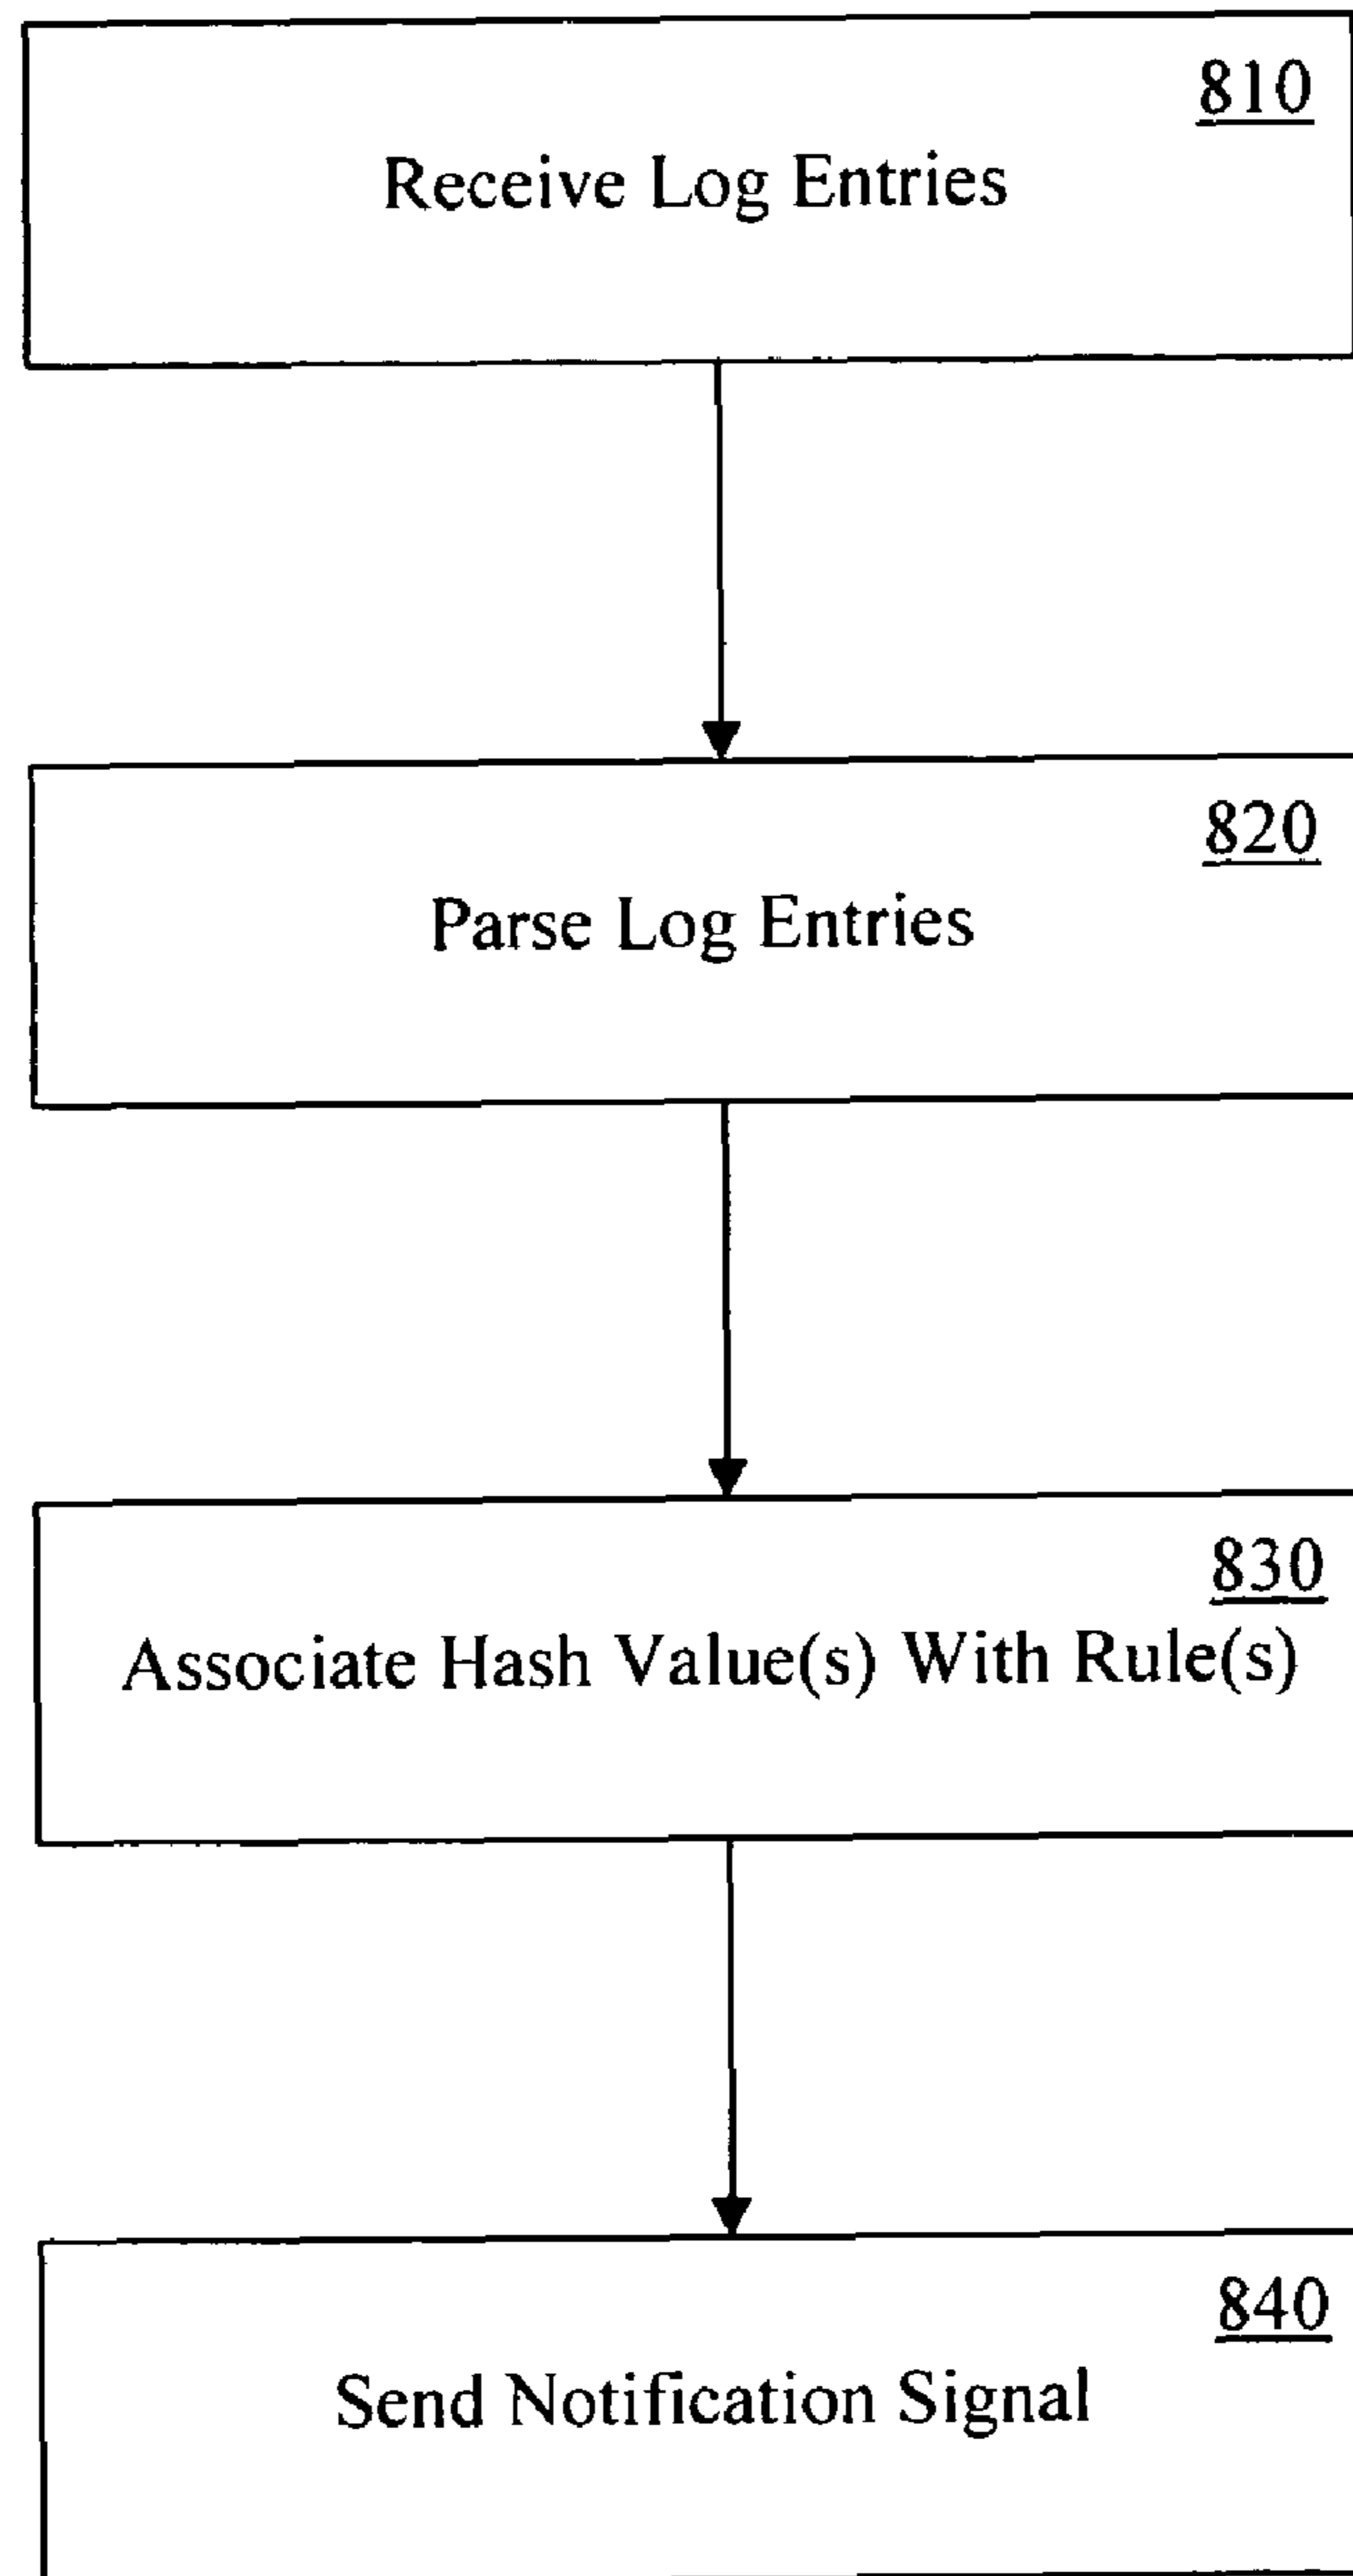 810
Receive Log Entries
820
Parse Log Entries
830
Associate Hash Value(s) With Rule(s)
840
Send Notification Signal